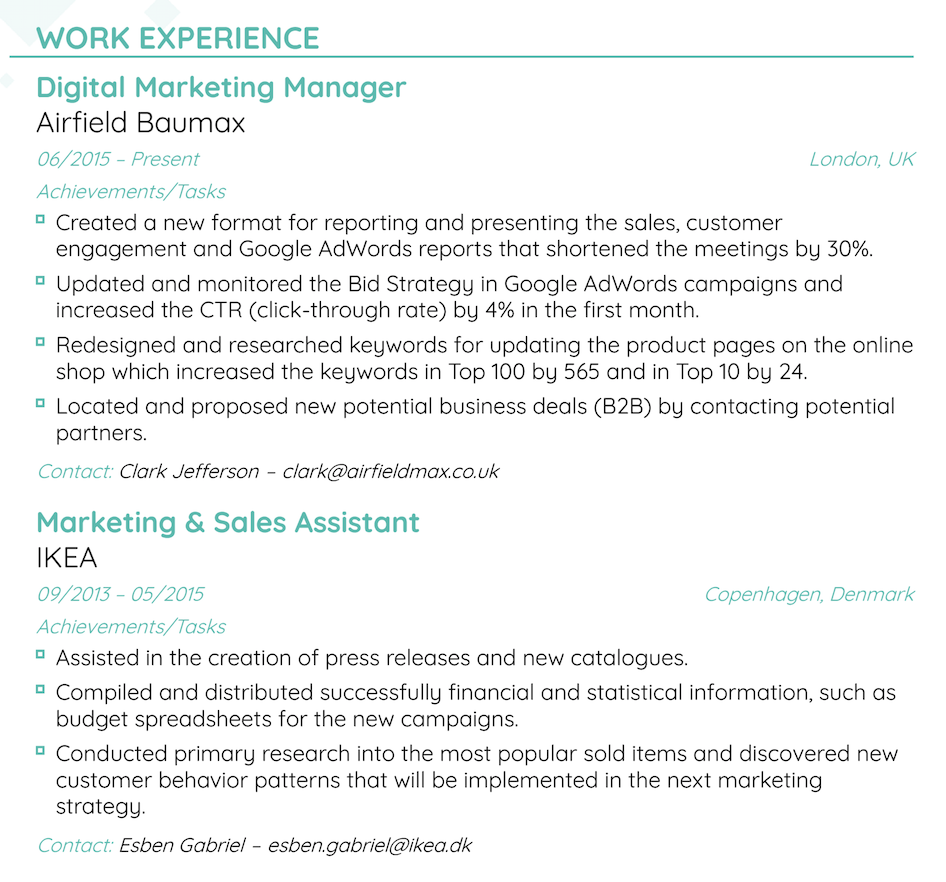 WORK EXPERIENCE
Digital Marketing Manager
Airfield Baumax
06/2015 – Present London, UK
Achievements/Tasks
Created a new format for reporting and presenting the sales, customer
engagement and Google AdWords reports that shortened the meetings by 30%.
Updated and monitored the Bid Strategy in Google AdWords campaigns and
increased the CTR (click-through rate) by 4% in the first month.
Redesigned and researched keywords for updating the product pages on the online
shop which increased the keywords in Top 100 by 565 and in Top 10 by 24.
Located and proposed new potential business deals (B2B) by contacting potential
partners.
Contact: Clark Jefferson – clark@airfieldmax.co.uk
Marketing & Sales Assistant
IKEA
09/2013 – 05/2015 Copenhagen, Denmark
Achievements/Tasks
Assisted in the creation of press releases and new catalogues.
Compiled and distributed successfully financial and statistical information, such as
budget spreadsheets for the new campaigns.
Conducted primary research into the most popular sold items and discovered new
customer behavior patterns that will be implemented in the next marketing
strategy.
Contact: Esben Gabriel – esben.gabriel@ikea.dk